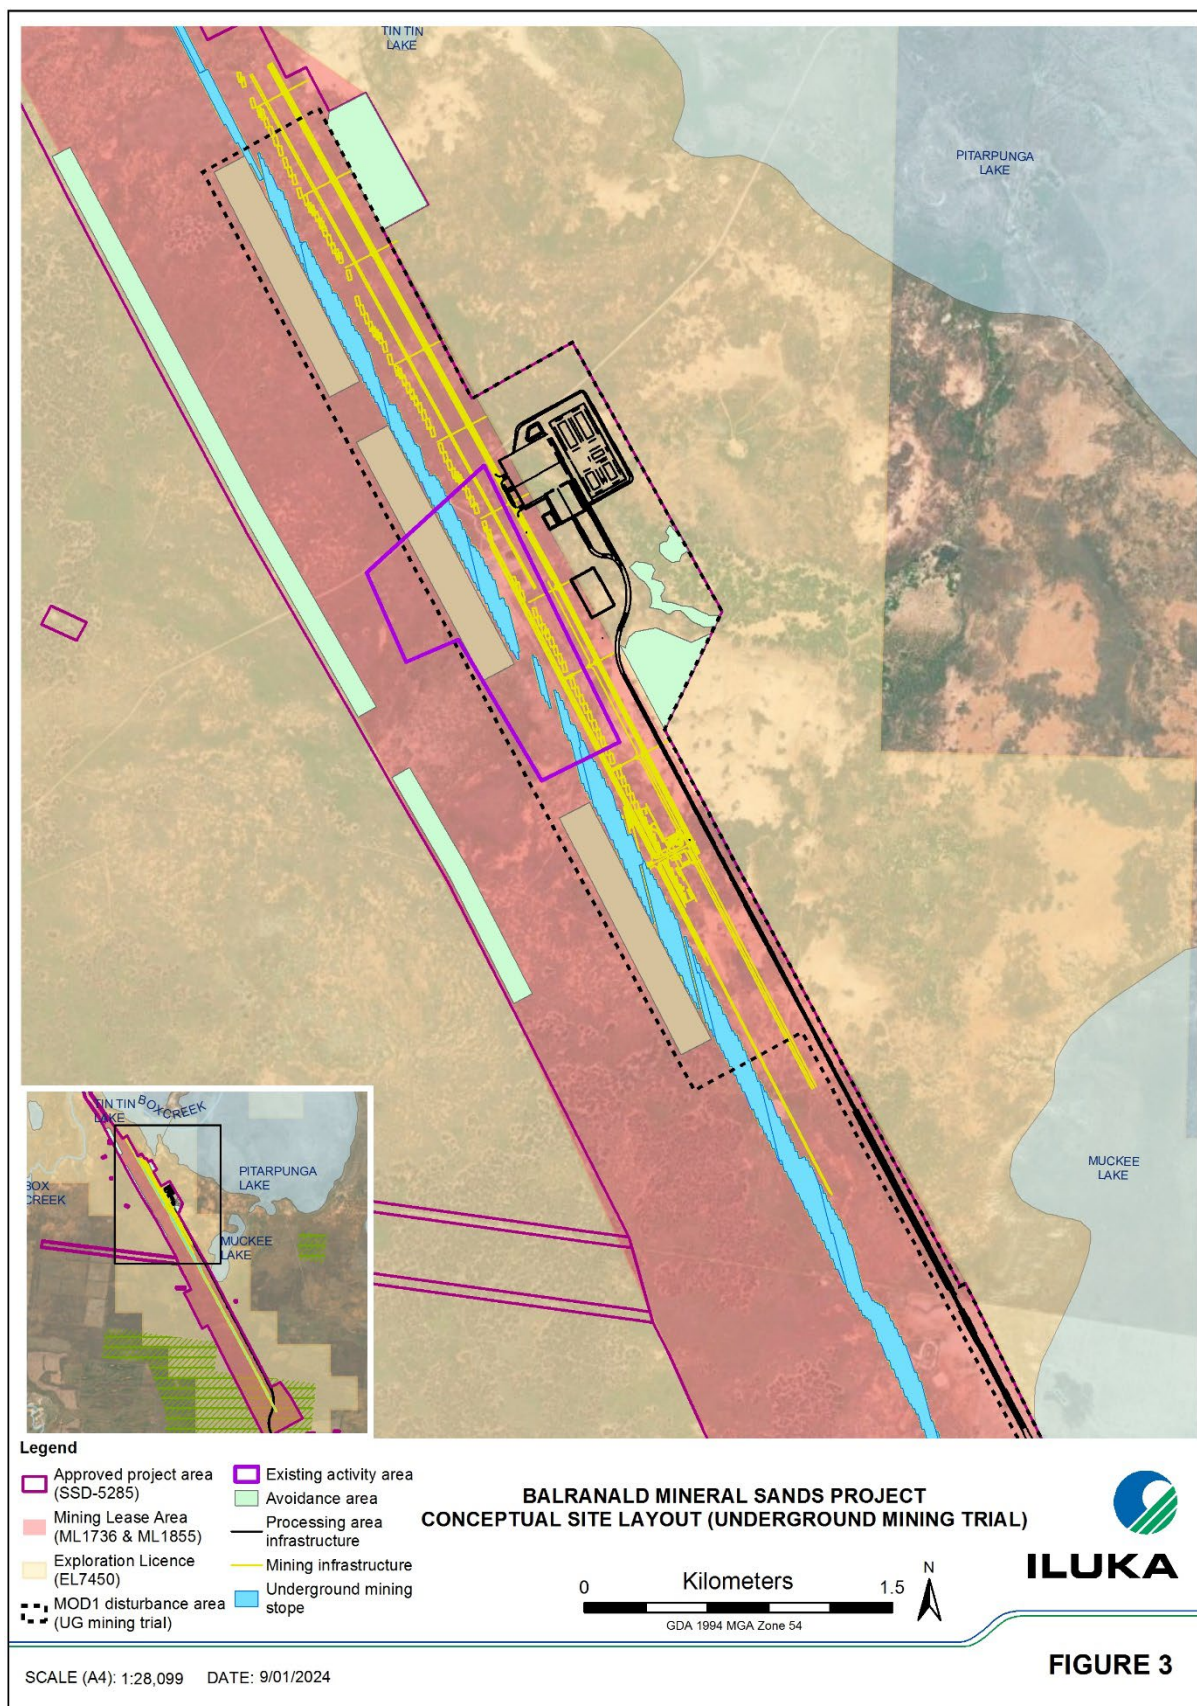 TIN TIN
LAKE
PITARPUNGA
LAKE
MUCKEE
LAKE
TIN TIN
LAKE
BOX CREEK
PITARPUNGA
LAKE
BOX
CREEK
MUCKEE
LAKE
Legend
Approved project area
(SSD-5285)
Mining Lease Area
(ML1736 & ML1855)
Exploration Licence
(EL7450)
MOD1 disturbance area
(UG mining trial)
Existing activity area
Avoidance area
Processing area
infrastructure
Mining infrastructure
Underground mining
stope
BALRANALD MINERAL SANDS PROJECT
CONCEPTUAL SITE LAYOUT (UNDERGROUND MINING TRIAL)
0 Kilometers 1.5
GDA 1994 MGA Zone 54
N
ILUKA
SCALE (A4): 1:28,099 DATE: 9/01/2024
FIGURE 3